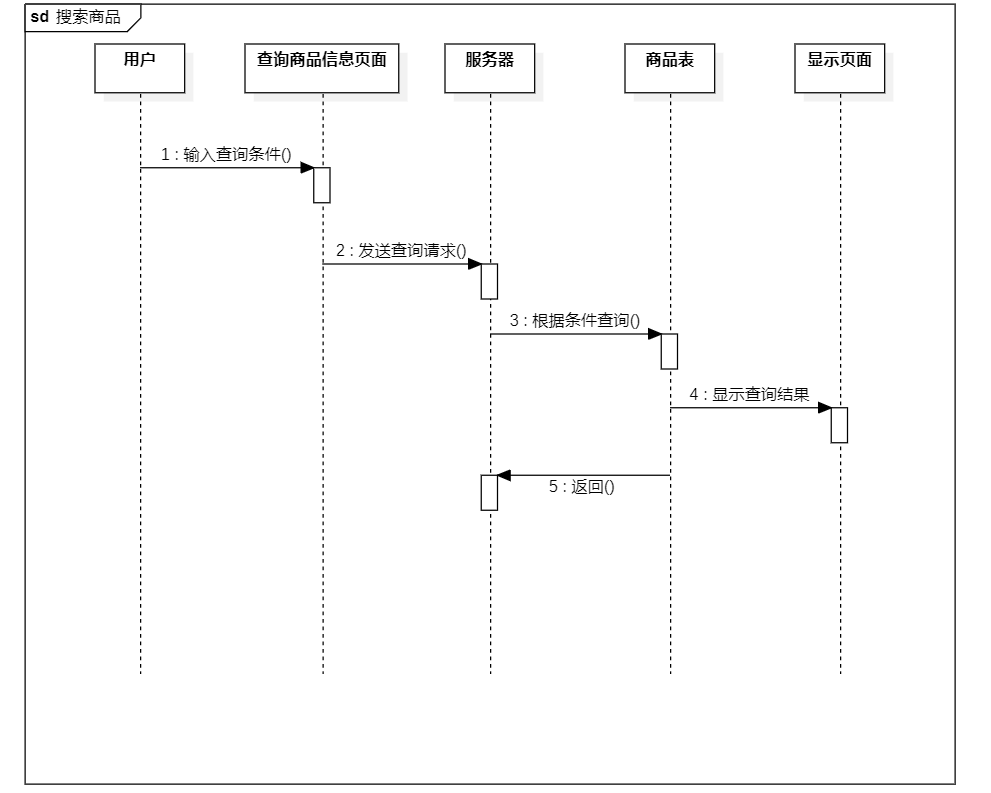 sd 搜索商品
用户
查询商品信息页面
服务器
商品表
显示页面
1 : 输入查询条件()
2 : 发送查询请求()
3 : 根据条件查询()
4 : 显示查询结果
5 : 返回()